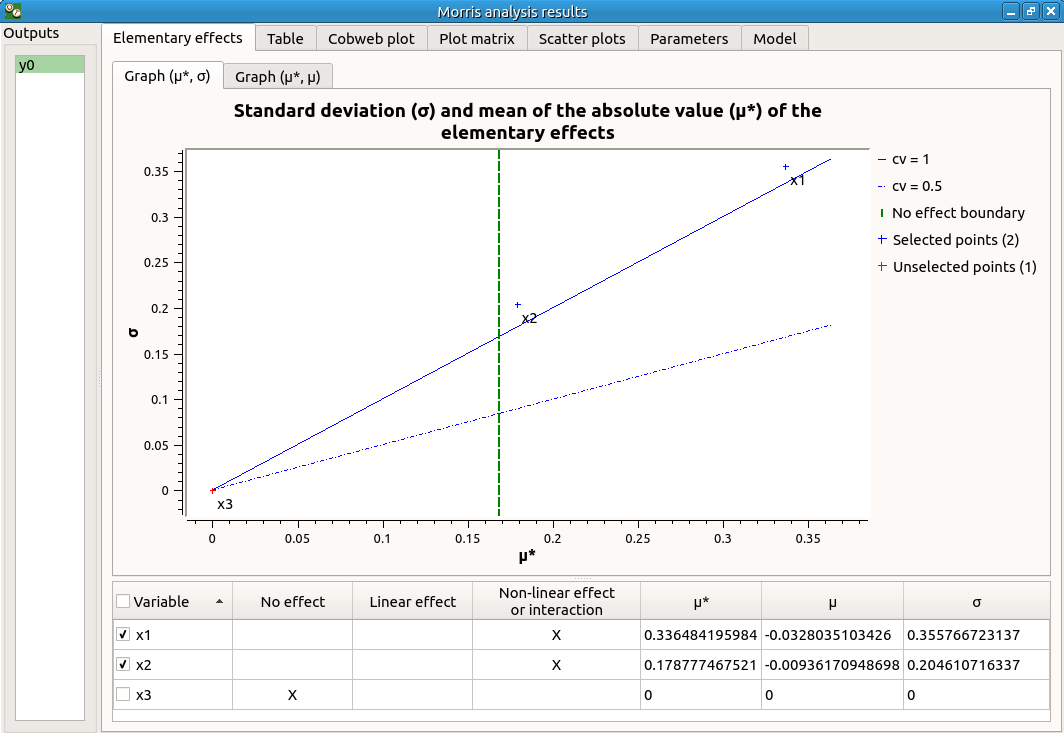 Morris analysis results
Outputs
y0
Elementary effects Table Cobweb plot Plot matrix Scatter plots Parameters Model
Graph (μ*, σ) Graph (μ*, μ)
Standard deviation (σ) and mean of the absolute value (μ*) of the
elementary effects
σ
0.35
0.3
0.25
0.2
0.15
0.1
0.05
0
x1
x2
x3
0 0.05 0.1 0.15 0.2 0.25 0.3 0.35
μ*
cv = 1
cv = 0.5
No effect boundary
Selected points (2)
Unselected points (1)
Variable No effect Linear effect Non-linear effect μ* μ σ
or interaction
x1 X 0.336484195984 -0.0328035103426 0.355766723137
x2 X 0.178777467521 -0.00936170948698 0.204610716337
x3 X 0 0 0